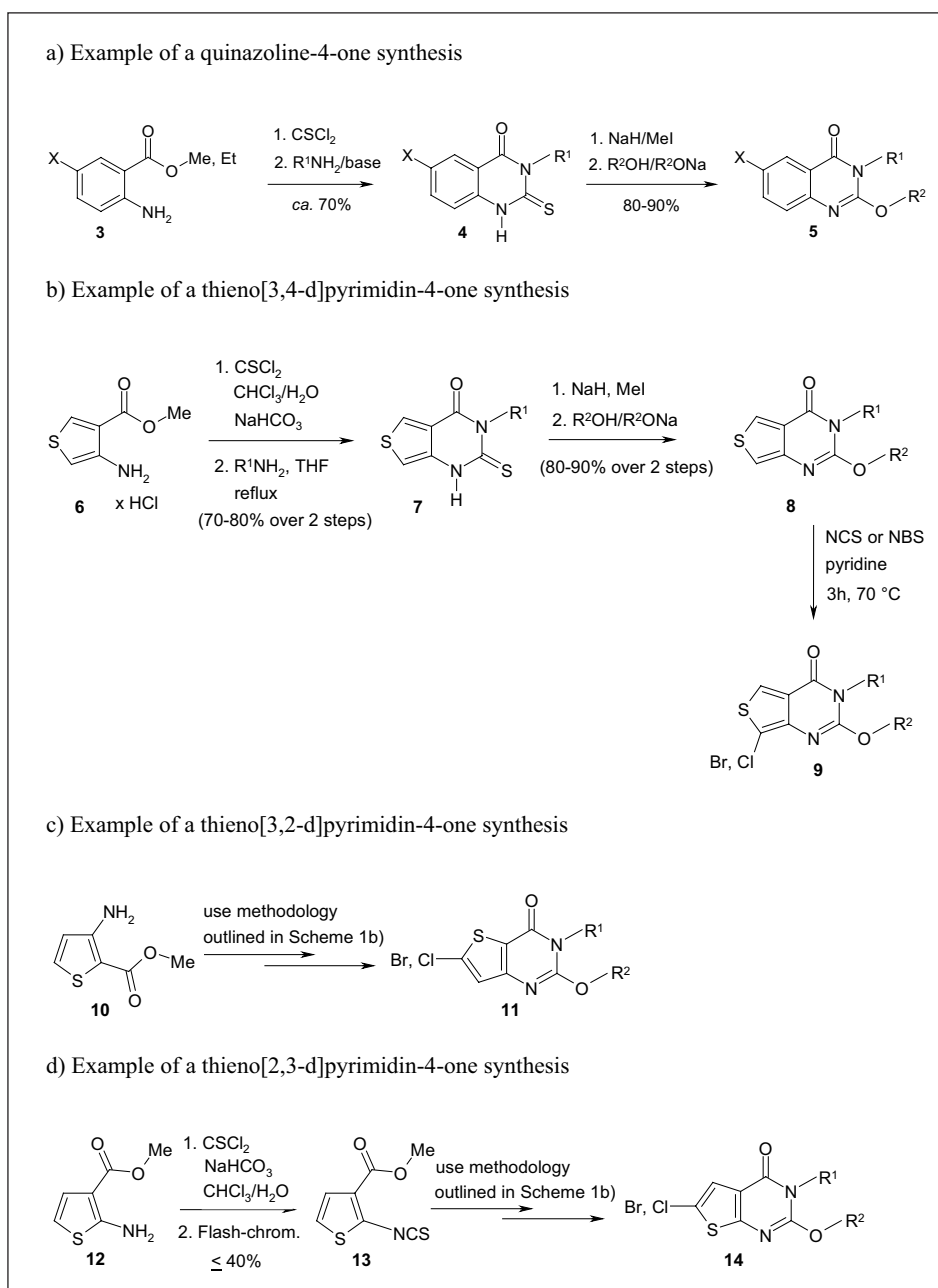 a) Example of a quinazoline-4-one synthesis
X
O
O
Me, Et
NH₂
3
1. CSCl₂
2. R¹NH₂/base
ca. 70%
X
O
N
R¹
N
H
S
4
1. NaH/MeI
2. R²OH/R²ONa
80-90%
X
O
N
R¹
N
O
R²
5
b) Example of a thieno[3,4-d]pyrimidin-4-one synthesis
S
O
O
Me
NH₂
6
x HCl
1. CSCl₂
CHCl₃/H₂O
NaHCO₃
2. R¹NH₂, THF
reflux
(70-80% over 2 steps)
S
O
N
R¹
N
H
S
7
1. NaH, MeI
2. R²OH/R²ONa
(80-90% over 2 steps)
S
O
N
R¹
N
O
R²
8
NCS or NBS
pyridine
3h, 70 °C
O
S
N
R¹
N
O
R²
Br, Cl
9
c) Example of a thieno[3,2-d]pyrimidin-4-one synthesis
NH₂
S
O
Me
O
10
use methodology
outlined in Scheme 1b)
Br, Cl
S
O
N
R¹
N
O
R²
11
d) Example of a thieno[2,3-d]pyrimidin-4-one synthesis
O
Me
O
S
NH₂
12
1. CSCl₂
NaHCO₃
CHCl₃/H₂O
2. Flash-chrom.
≤ 40%
O
Me
O
S
NCS
13
use methodology
outlined in Scheme 1b)
Br, Cl
S
O
N
R¹
N
O
R²
14